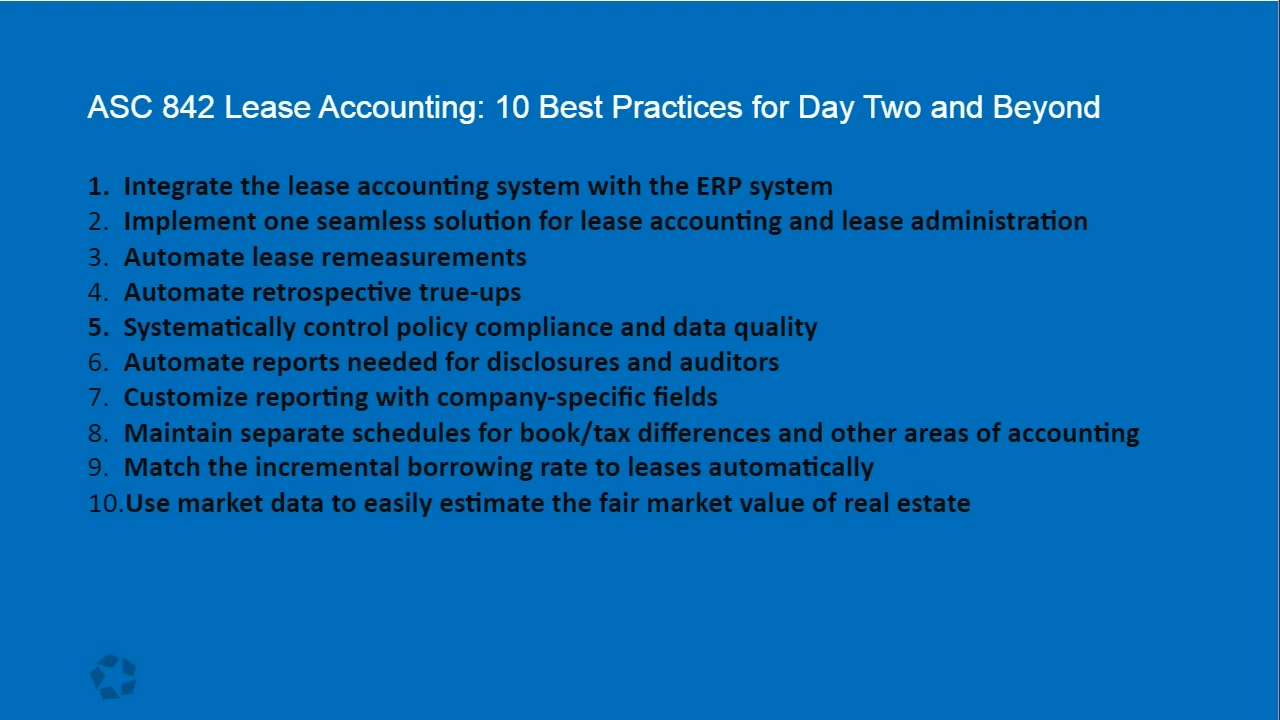 ASC 842 Lease Accounting: 10 Best Practices for Day Two and Beyond
1. Integrate the lease accounting system with the ERP system
2. Implement one seamless solution for lease accounting and lease administration
3. Automate lease remeasurements
4. Automate retrospective true-ups
5. Systematically control policy compliance and data quality
6. Automate reports needed for disclosures and auditors
7. Customize reporting with company-specific fields
8. Maintain separate schedules for book/tax differences and other areas of accounting
9. Match the incremental borrowing rate to leases automatically
10.Use market data to easily estimate the fair market value of real estate